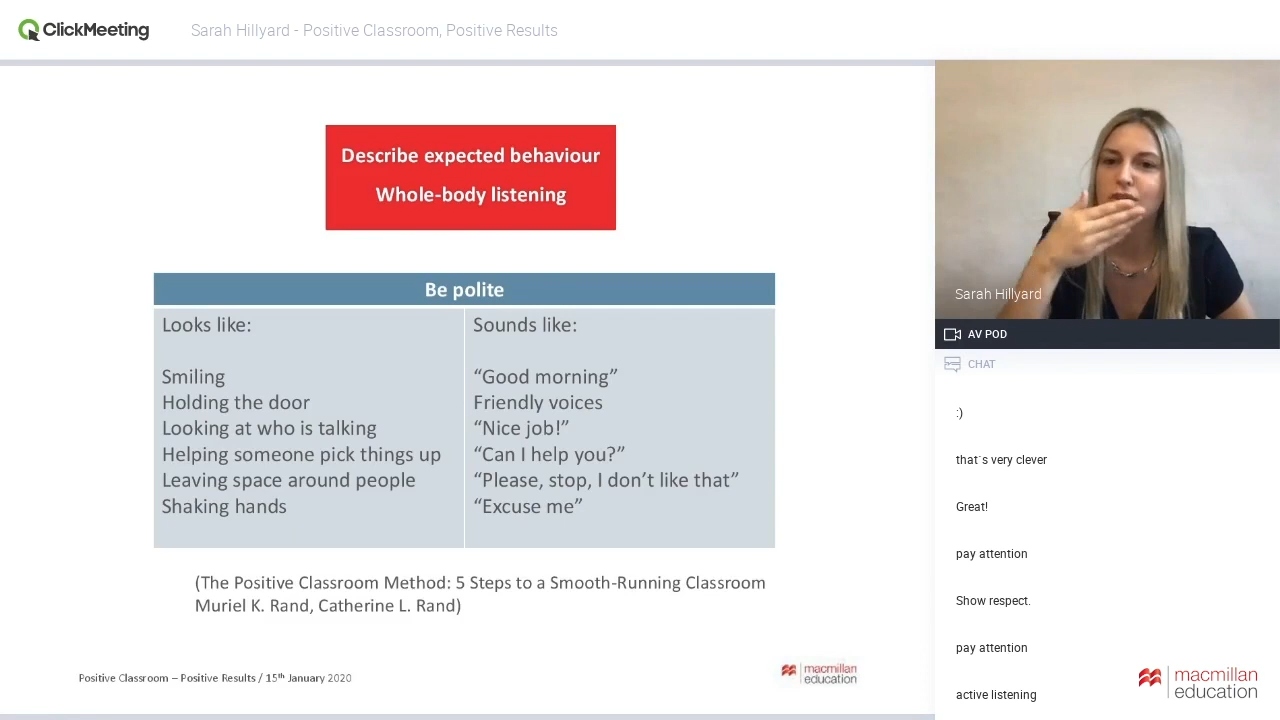 ClickMeeting
Sarah Hillyard - Positive Classroom, Positive Results
Describe expected behaviour
Whole-body listening
Be polite
Looks like:
Smiling
Holding the door
Looking at who is talking
Helping someone pick things up
Leaving space around people
Shaking hands
Sounds like:
“Good morning”
Friendly voices
“Nice job!”
“Can I help you?”
“Please, stop, I don’t like that”
“Excuse me”
(The Positive Classroom Method: 5 Steps to a Smooth-Running Classroom
Muriel K. Rand, Catherine L. Rand)
Positive Classroom – Positive Results / 15th January 2020
macmillan
education
Sarah Hillyard
AV POD
CHAT
:)
that´s very clever
Great!
pay attention
Show respect.
pay attention
active listening
macmillan
education